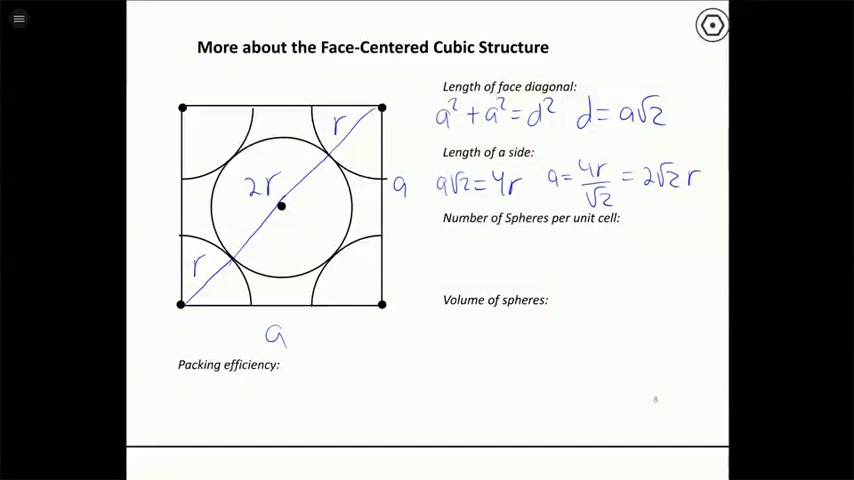 More about the Face-Centered Cubic Structure
Length of face diagonal:
a² + a² = d² d = a√2
Length of a side:
a√2 = 4r a = 4r/√2 = 2√2 r
Number of Spheres per unit cell:
Volume of spheres:
r
2r
a
r
a
Packing efficiency:
8